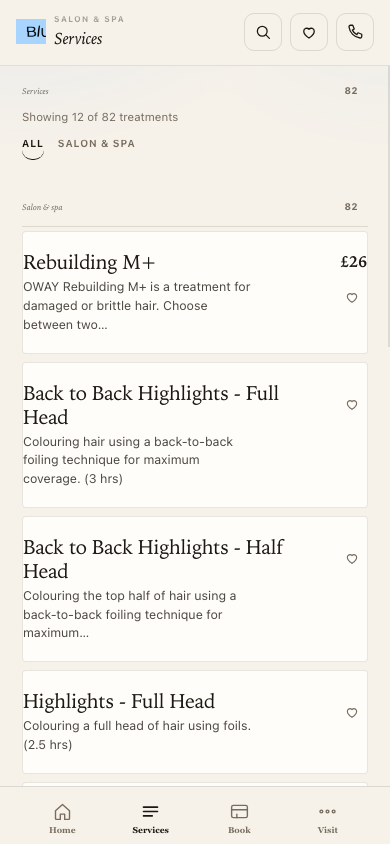 SALON & SPA
Services
Services
82
Showing 12 of 82 treatments
ALL
SALON & SPA
Salon & spa
82
Rebuilding M+
£26
OWAY Rebuilding M+ is a treatment for
damaged or brittle hair. Choose
between two...
Back to Back Highlights - Full
Head
Colouring hair using a back-to-back
foiling technique for maximum
coverage. (3 hrs)
Back to Back Highlights - Half
Head
Colouring the top half of hair using a
back-to-back foiling technique for
maximum...
Highlights - Full Head
Colouring a full head of hair using foils.
(2.5 hrs)
Home
Services
Book
Visit